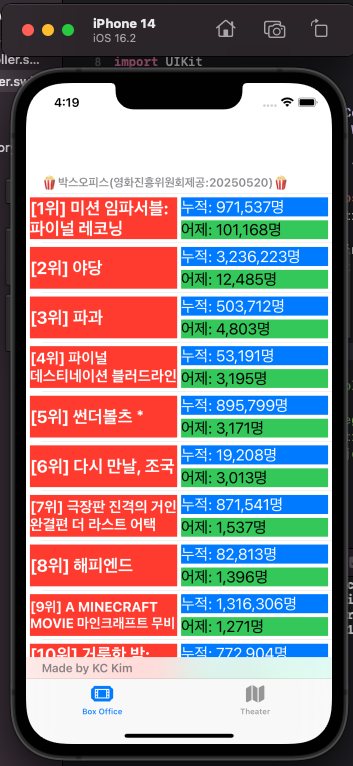 iPhone 14
iOS 16.2
ller.s...
er.sw
8 import UIKit
4:19
🍿박스오피스(영화진흥위원회제공:20250520)🍿
[1위] 미션 임파서블:
파이널 레코닝
누적: 971,537명
어제: 101,168명
[2위] 야당
누적: 3,236,223명
어제: 12,485명
[3위] 파과
누적: 503,712명
어제: 4,803명
[4위] 파이널
데스티네이션 블러드라인
누적: 53,191명
어제: 3,195명
[5위] 썬더볼츠 *
누적: 895,799명
어제: 3,171명
[6위] 다시 만날, 조국
누적: 19,208명
어제: 3,013명
[7위] 극장판 진격의 거인
완결편 더 라스트 어택
누적: 871,541명
어제: 1,537명
[8위] 해피엔드
누적: 82,813명
어제: 1,396명
[9위] A MINECRAFT
MOVIE 마인크래프트 무비
누적: 1,316,306명
어제: 1,271명
[10위] 거룩한 밤:
누적: 772,904명
Made by KC Kim
Box Office
Theater